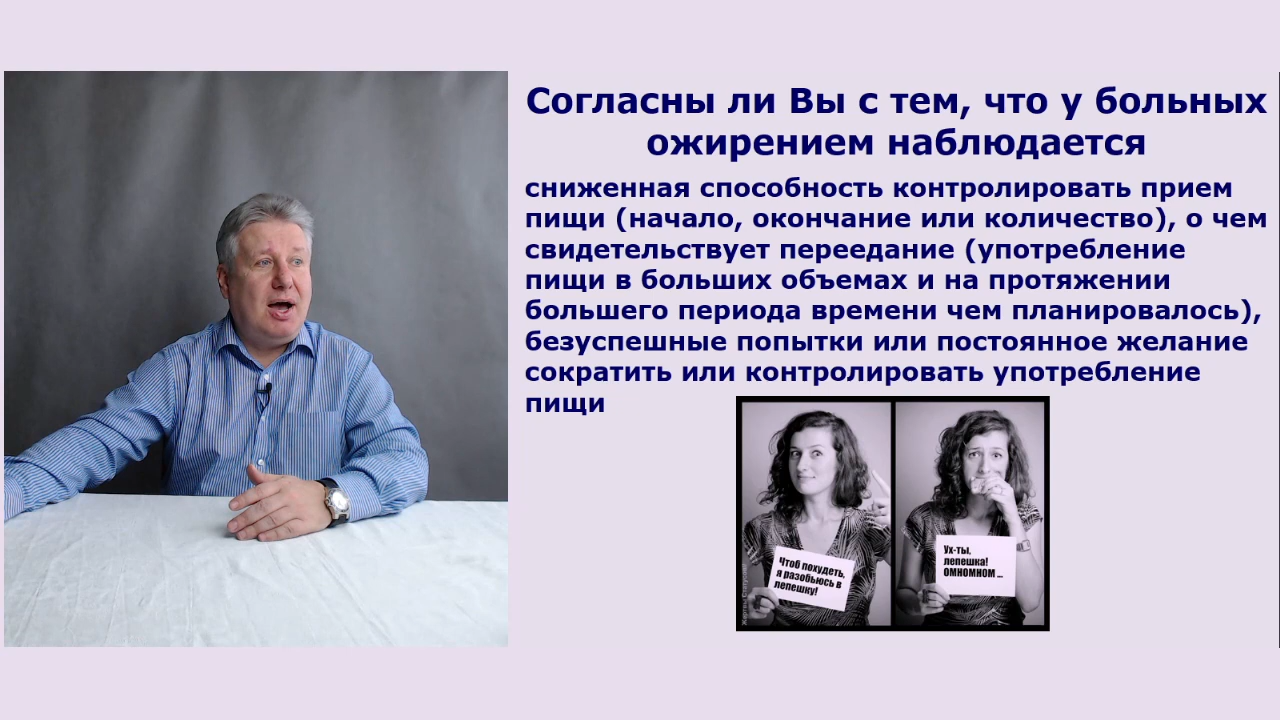 Согласны ли Вы с тем, что у больных
ожирением наблюдается
сниженная способность контролировать прием
пищи (начало, окончание или количество), о чем
свидетельствует переедание (употребление
пищи в больших объемах и на протяжении
большего периода времени чем планировалось),
безуспешные попытки или постоянное желание
сократить или контролировать употребление
пищи
Чтоб похудеть,
я разобьюсь в
лепешку!
Ух-ты,
лепешка!
ОМНОМНОМ ...